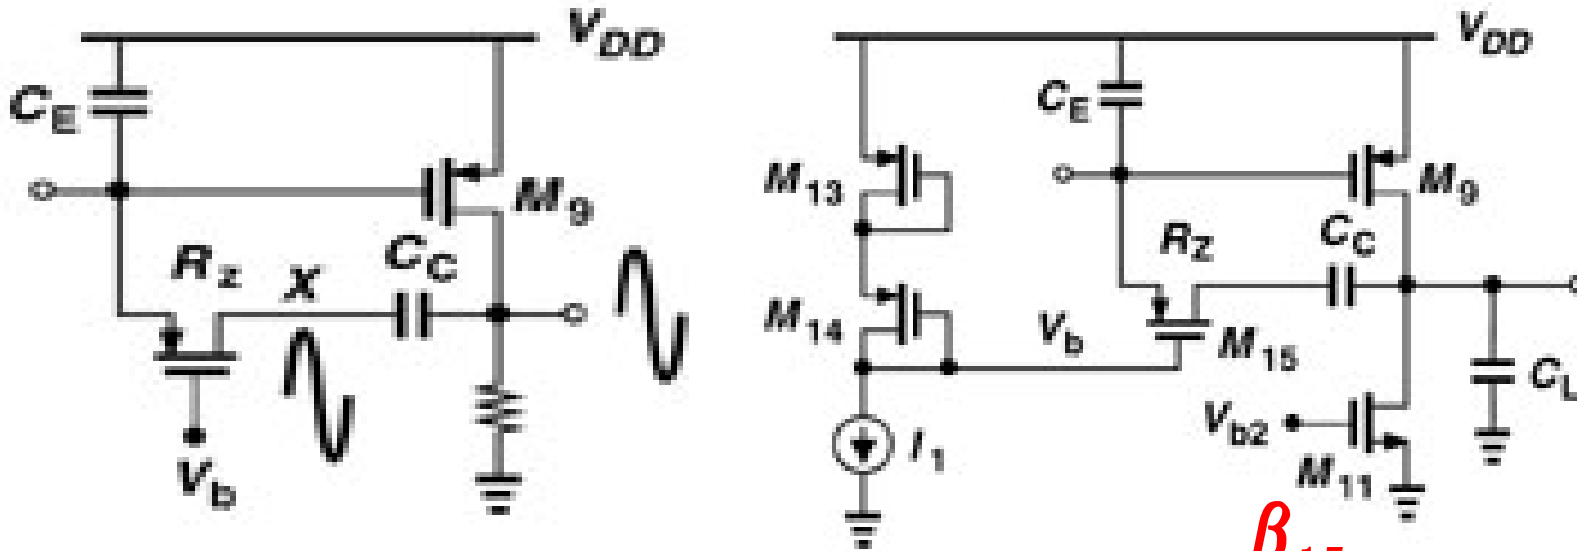 V_DD
V_DD
C_E
C_E
M_13
M_9
M_9
R_z
X
C_C
R_Z
C_C
M_14
V_b
M_15
C_L
V_b
I_1
V_b2
M_11
β_15